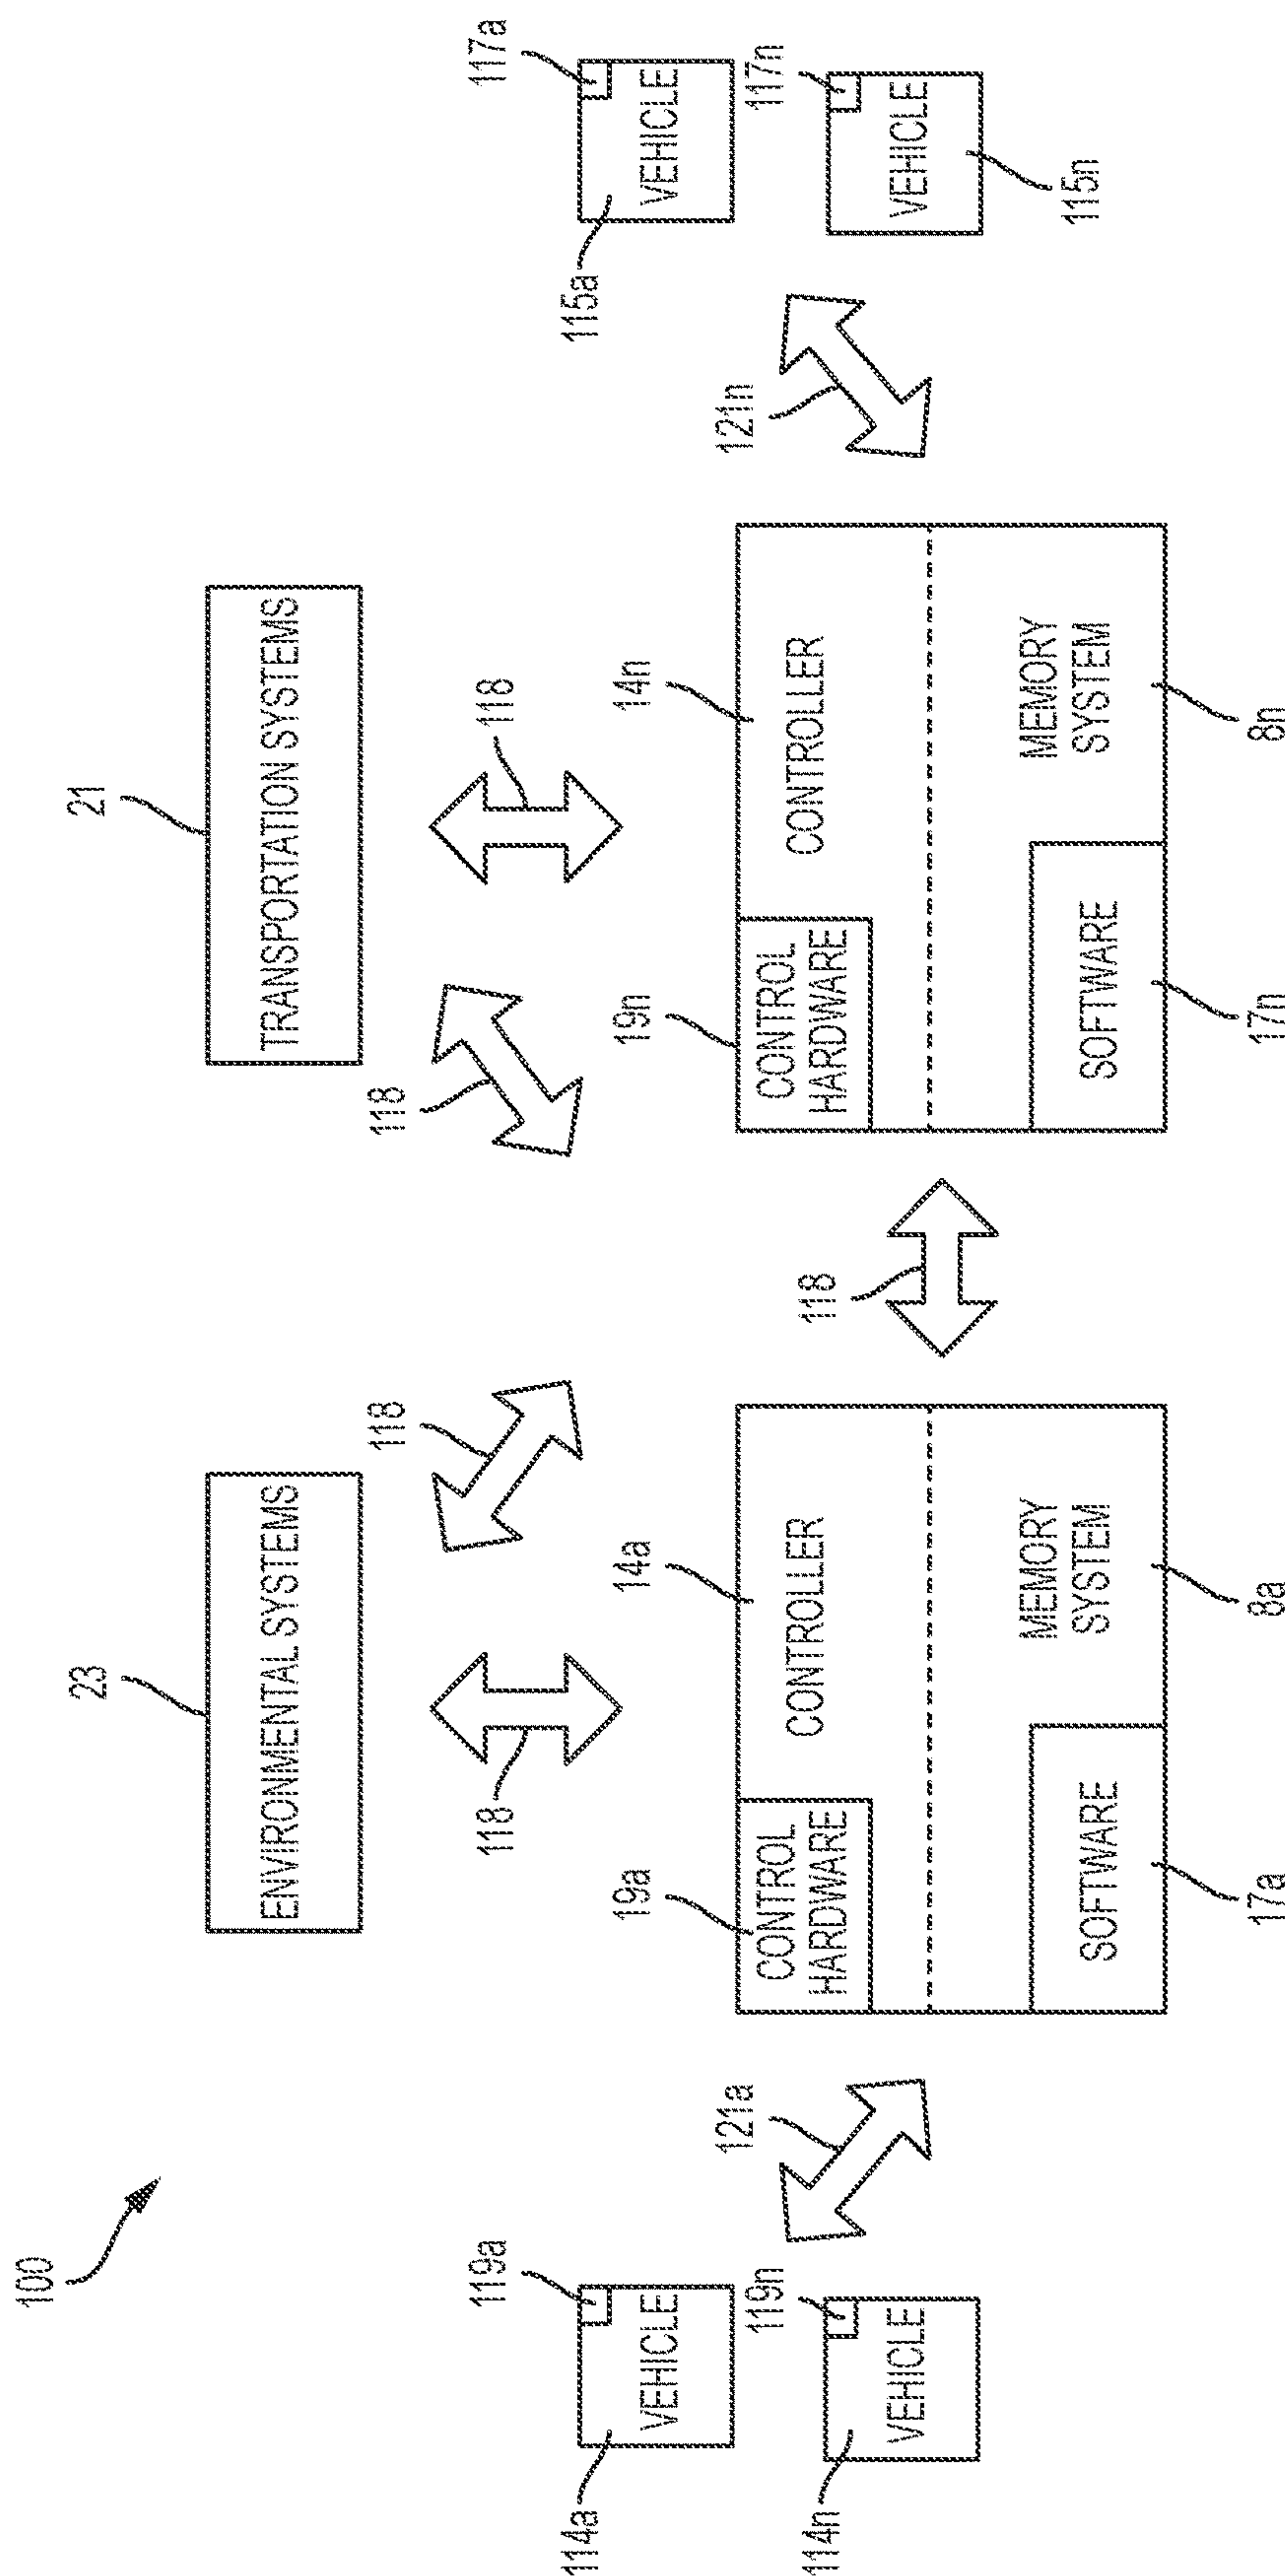 100
23
ENVIRONMENTAL SYSTEMS
21
TRANSPORTATION SYSTEMS
118
118
118
118
119a
VEHICLE
114a
119n
VEHICLE
114n
121a
19a
CONTROL
HARDWARE
14a
CONTROLLER
MEMORY
SYSTEM
8a
SOFTWARE
17a
118
19n
CONTROL
HARDWARE
14n
CONTROLLER
MEMORY
SYSTEM
8n
SOFTWARE
17n
121n
117a
VEHICLE
115a
117n
VEHICLE
115n